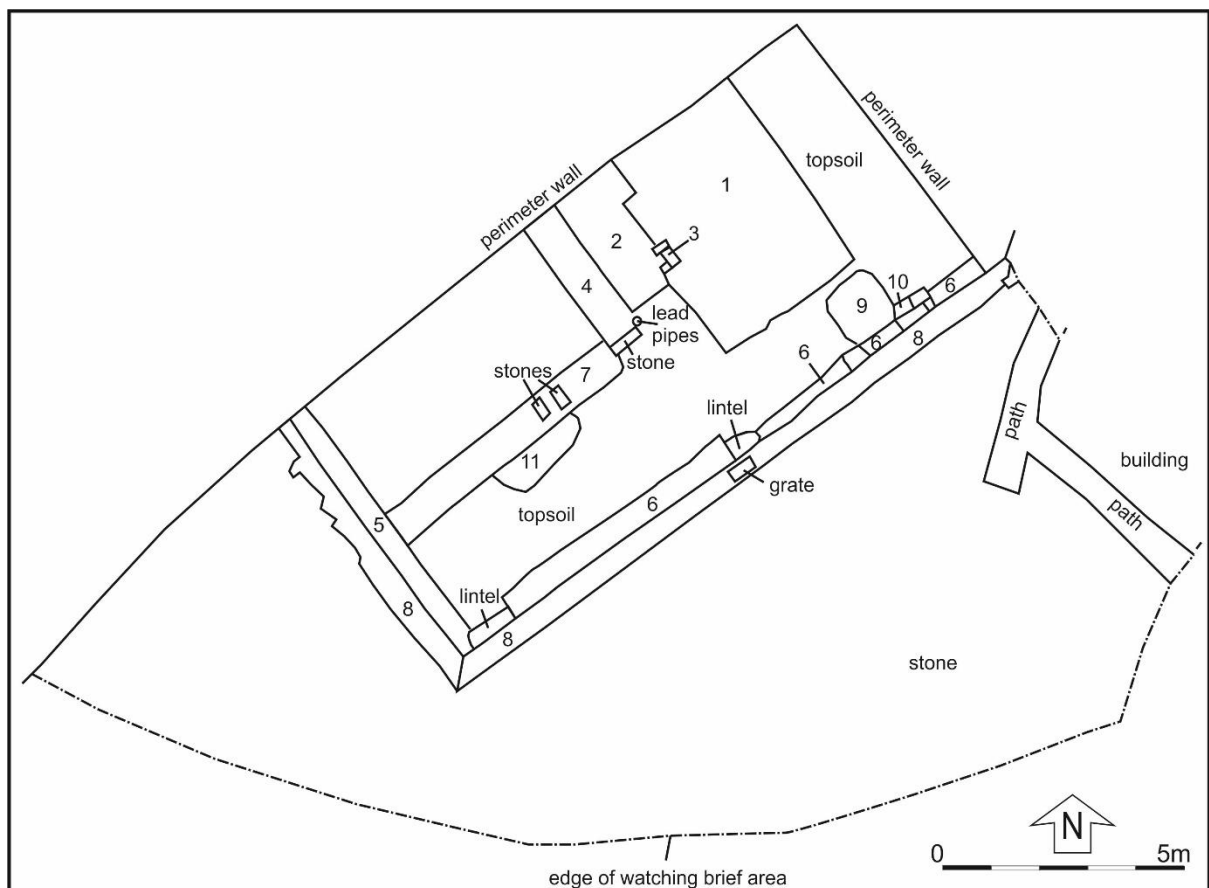 perimeter wall
perimeter wall
topsoil
1
2
3
4
10
6
9
lead
pipes
stone
6
8
6
stones
7
lintel
path
11
building
grate
topsoil
6
path
5
lintel
8
8
stone
N
0
5m
edge of watching brief area